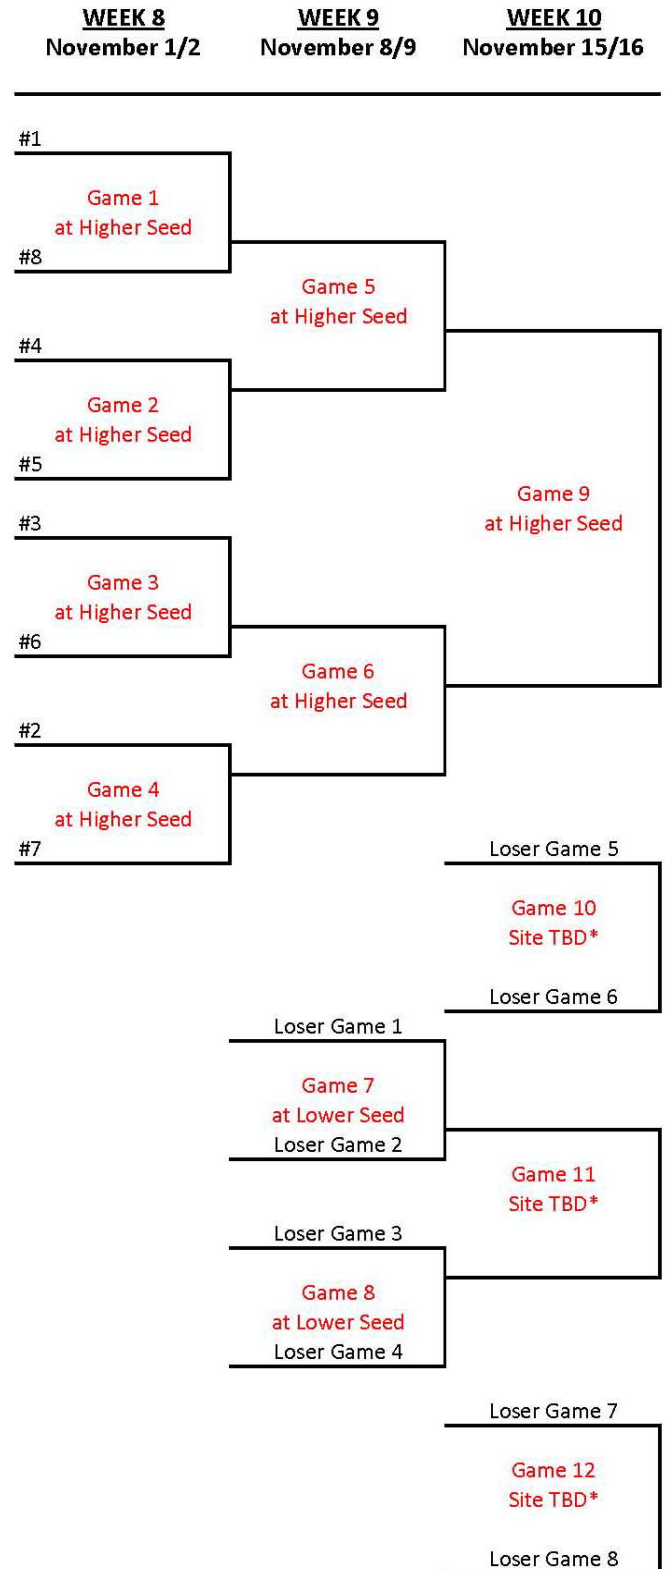 WEEK 8 WEEK 9 WEEK 10
November 1/2 November 8/9 November 15/16
#1
Game 1
at Higher Seed
#8
Game 5
at Higher Seed
#4
Game 2
at Higher Seed
#5
Game 9
at Higher Seed
#3
Game 3
at Higher Seed
#6
Game 6
at Higher Seed
#2
Game 4
at Higher Seed
#7
Loser Game 5
Game 10
Site TBD*
Loser Game 6
Loser Game 1
Game 7
at Lower Seed
Loser Game 2
Game 11
Site TBD*
Loser Game 3
Game 8
at Lower Seed
Loser Game 4
Loser Game 7
Game 12
Site TBD*
Loser Game 8